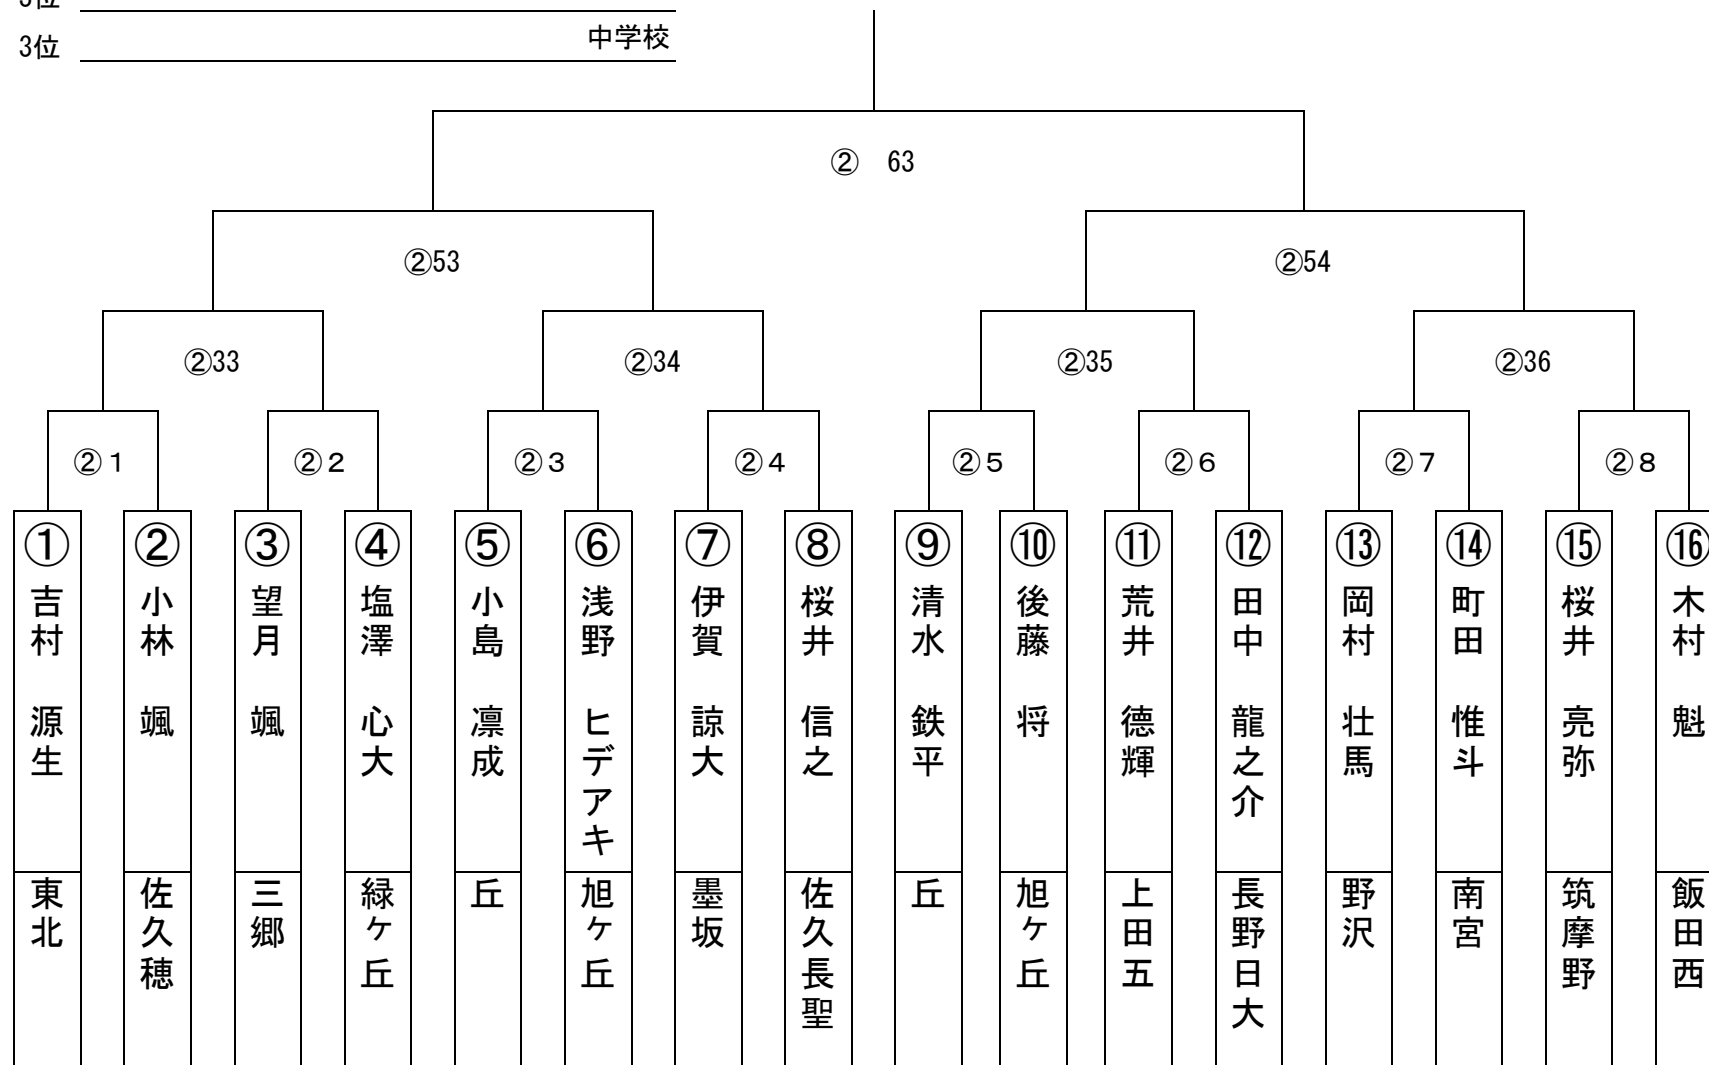 3位
3位 中学校
② 63
②53 ②54
②33 ②34 ②35 ②36
②1 ②2 ②3 ②4 ②5 ②6 ②7 ②8
① 吉村 源生 東北
② 小林 颯 佐久穂
③ 望月 颯 三郷
④ 塩澤 心大 緑ケ丘
⑤ 小島 凛成 丘
⑥ 浅野 ヒデアキ 旭ケ丘
⑦ 伊賀 諒大 墨坂
⑧ 桜井 信之 佐久長聖
⑨ 清水 鉄平 丘
⑩ 後藤 将 旭ケ丘
⑪ 荒井 徳輝 上田五
⑫ 田中 龍之介 長野日大
⑬ 岡村 壮馬 野沢
⑭ 町田 惟斗 南宮
⑮ 桜井 亮弥 筑摩野
⑯ 木村 魁 飯田西